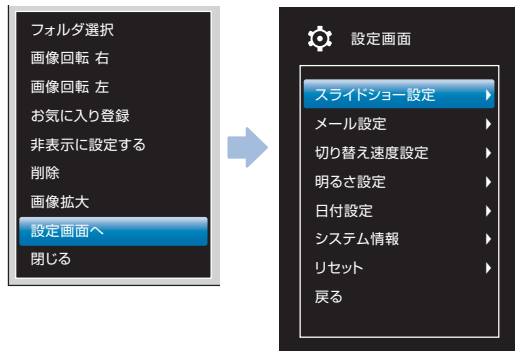 フォルダ選択
画像回転 右
画像回転 左
お気に入り登録
非表示に設定する
削除
画像拡大
設定画面へ
閉じる
設定画面
スライドショー設定
メール設定
切り替え速度設定
明るさ設定
日付設定
システム情報
リセット
戻る